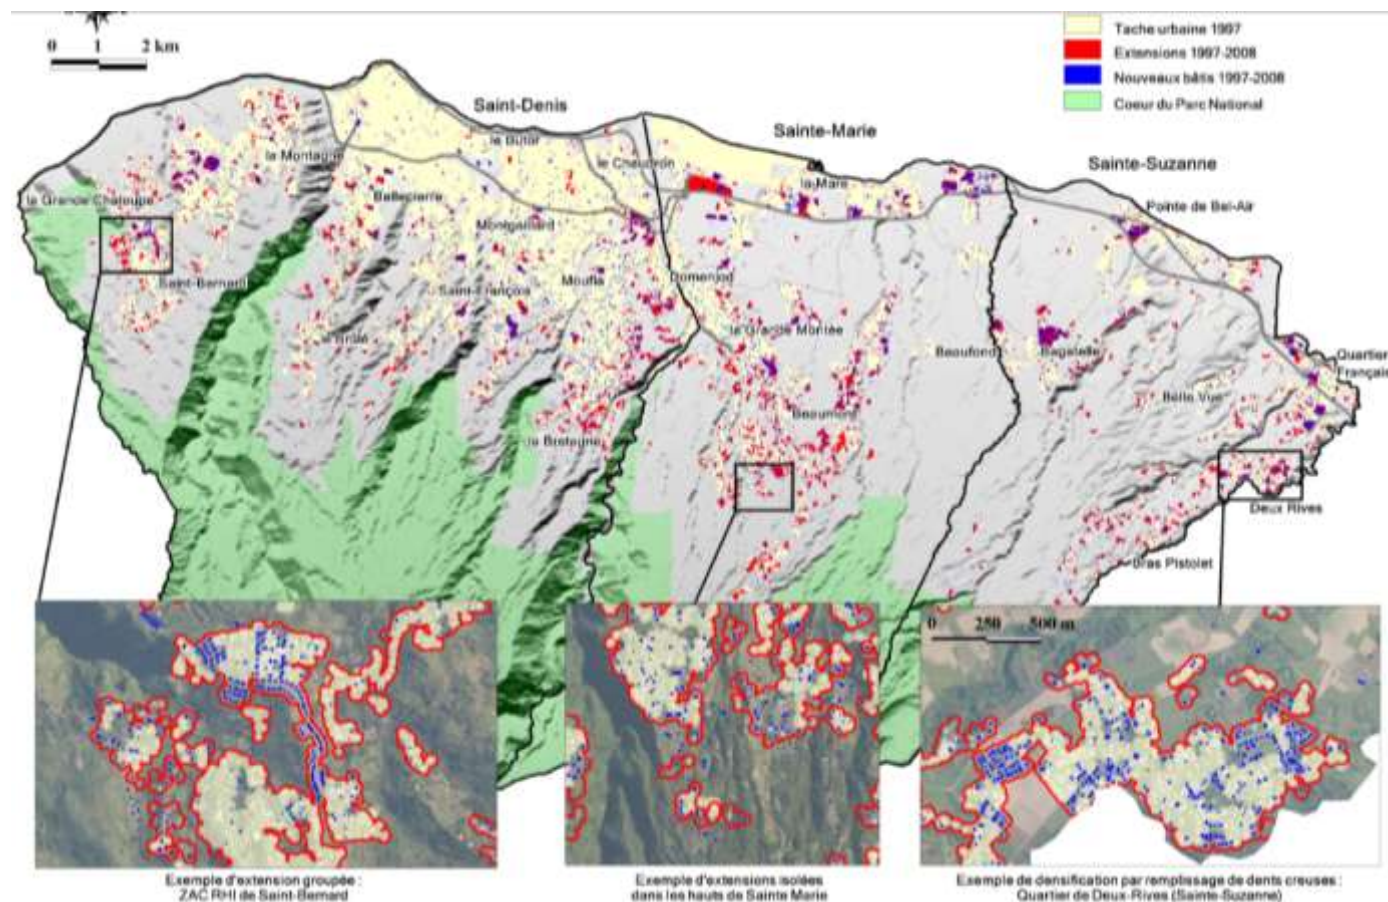 0 1 2 km
Tache urbaine 1997
Extensions 1997-2008
Nouveaux bâtis 1997-2008
Coeur du Parc National
Saint-Denis
Sainte-Marie
Sainte-Suzanne
le Butor
la Montagne
le Chaudron
la Mare
la Grande Chaloupe
Bellepierre
Pointe de Bel-Air
Montgaillard
Saint-Bernard
Domenjod
Moufia
Saint-François
la Grande Montée
le Brûlé
Beaufond
Bagatelle
Quartier
Français
Belle Vue
Beaumont
la Bretagne
Deux Rives
Bras Pistolet
0 250 500 m
Exemple d'extension groupée :
ZAC RHI de Saint-Bernard
Exemple d'extensions isolées
dans les hauts de Sainte Marie
Exemple de densification par remplissage de dents creuses :
Quartier de Deux-Rives (Sainte-Suzanne)